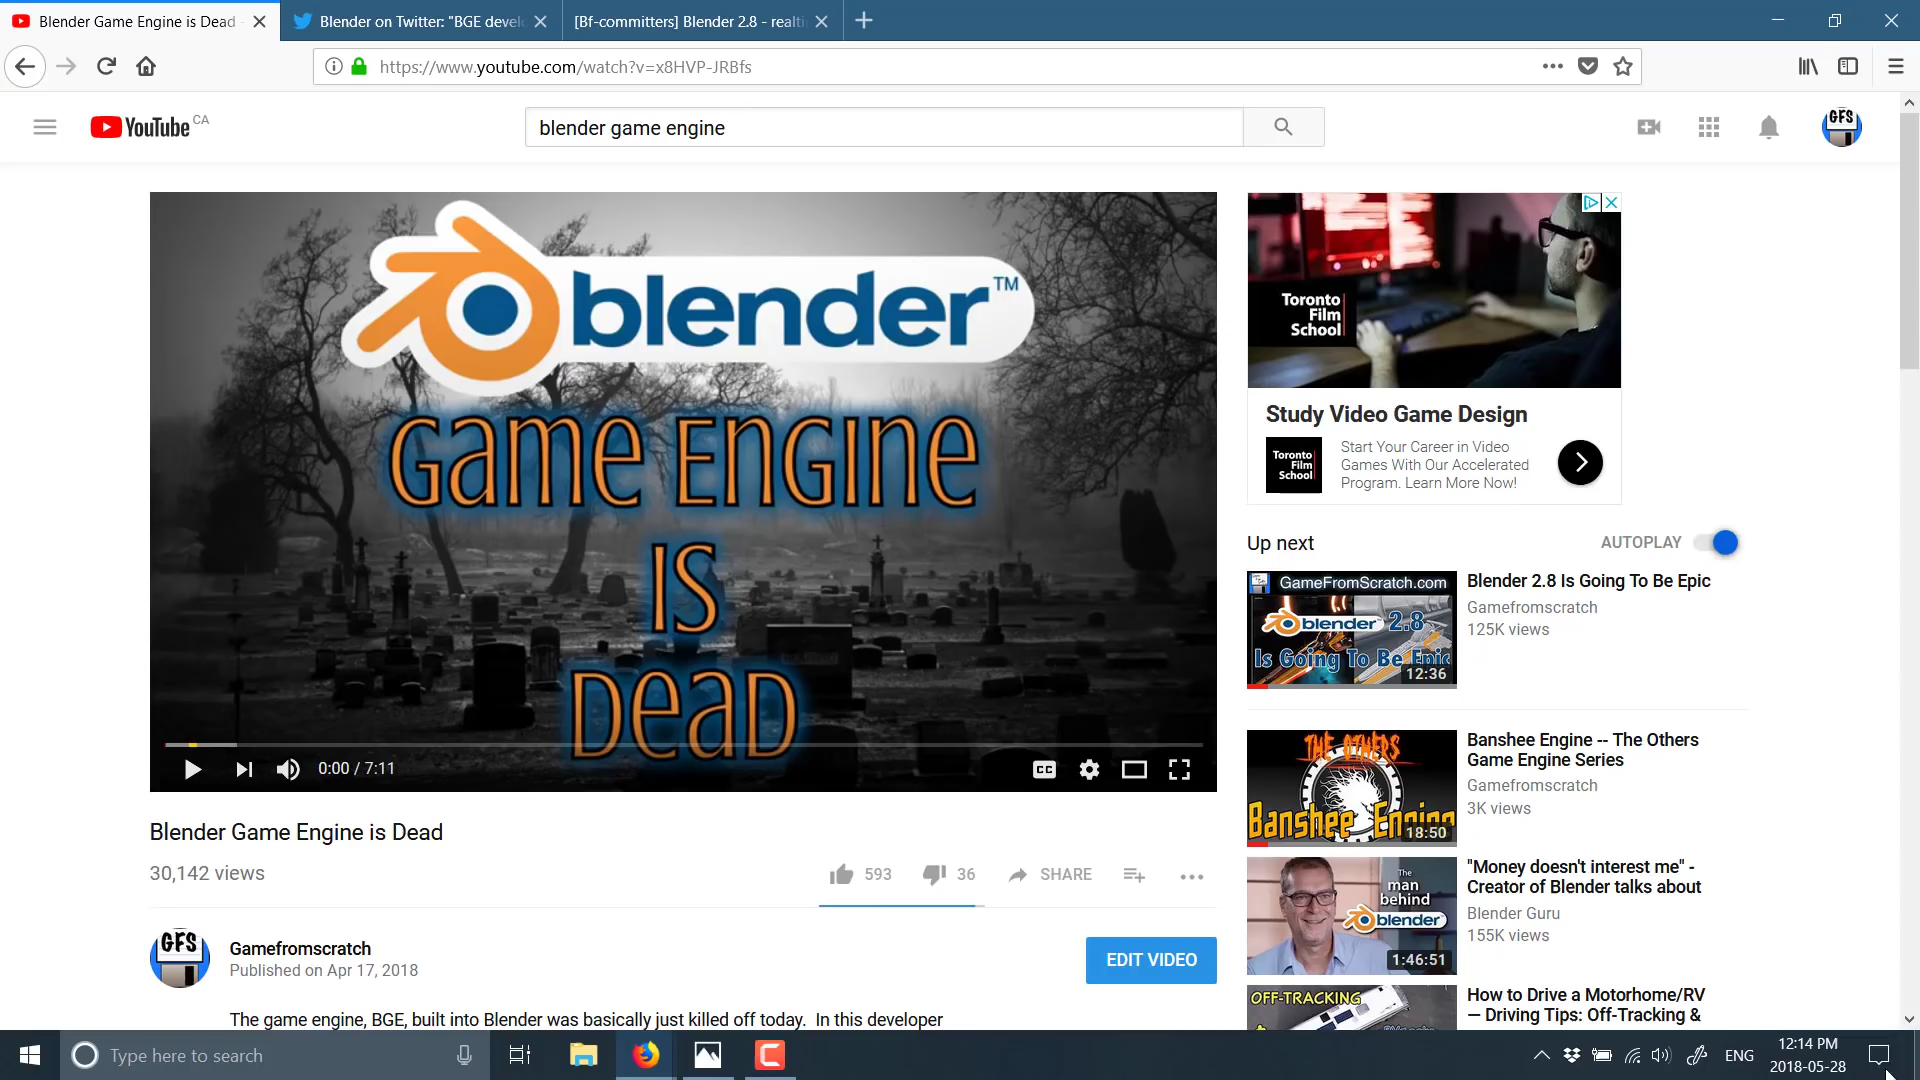 Blender Game Engine is Dead -
Blender on Twitter: "BGE devel
[Bf-committers] Blender 2.8 - realti
https://www.youtube.com/watch?v=x8HVP-JRBfs
YouTube CA
blender game engine
GFS
blender™
Game Engine
is
Dead
0:00 / 7:11
CC
Blender Game Engine is Dead
30,142 views
593
36
SHARE
GFS
Gamefromscratch
Published on Apr 17, 2018
EDIT VIDEO
The game engine, BGE, built into Blender was basically just killed off today. In this developer
Toronto
Film
School
Study Video Game Design
Toronto
Film
School
Start Your Career in Video
Games With Our Accelerated
Program. Learn More Now!
Up next
AUTOPLAY
GameFromScratch.com
blender 2.8
Is Going To Be Epic
12:36
Blender 2.8 Is Going To Be Epic
Gamefromscratch
125K views
THE OTHERS
Banshee Engine
18:50
Banshee Engine -- The Others
Game Engine Series
Gamefromscratch
3K views
The
man
behind
blender
1:46:51
"Money doesn't interest me" -
Creator of Blender talks about
Blender Guru
155K views
OFF-TRACKING
How to Drive a Motorhome/RV
— Driving Tips: Off-Tracking &
Type here to search
ENG
12:14 PM
2018-05-28